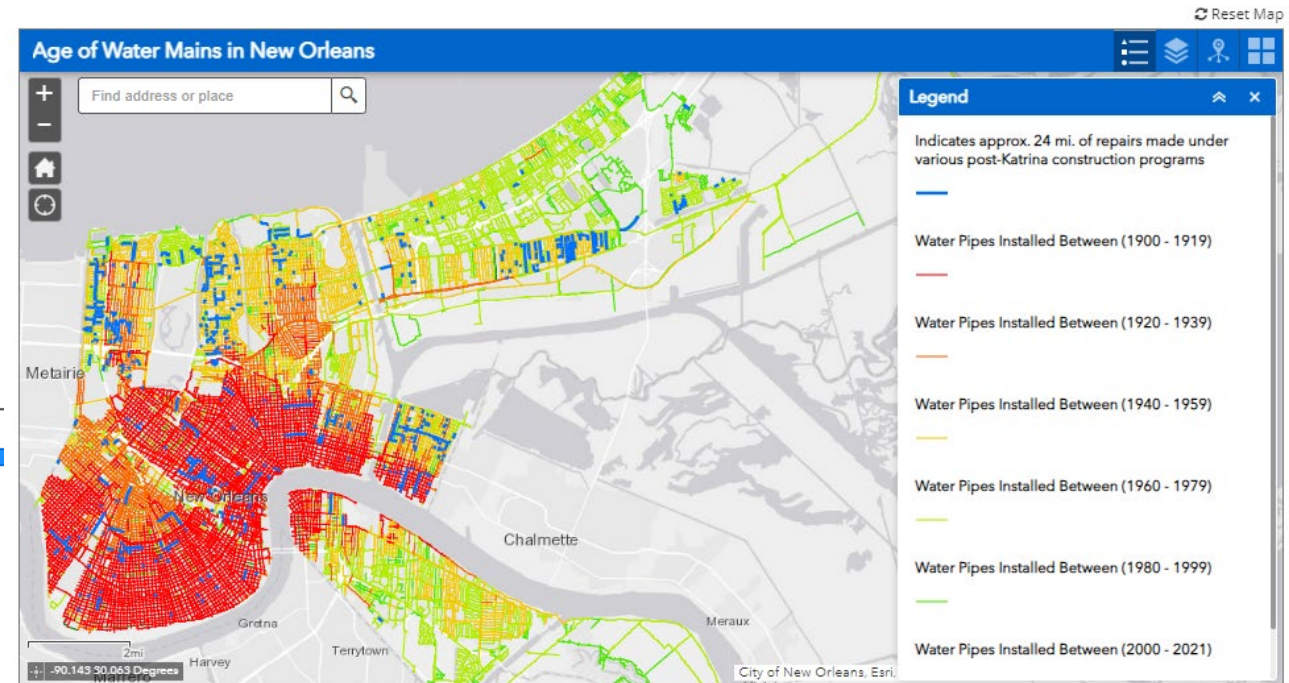 Reset Map
Age of Water Mains in New Orleans
+
Find address or place
−
Legend
Indicates approx. 24 mi. of repairs made under
various post-Katrina construction programs
Water Pipes Installed Between (1900 - 1919)
Water Pipes Installed Between (1920 - 1939)
Water Pipes Installed Between (1940 - 1959)
Water Pipes Installed Between (1960 - 1979)
Water Pipes Installed Between (1980 - 1999)
Water Pipes Installed Between (2000 - 2021)
Metairie
New Orleans
Chalmette
Gretna
Meraux
Terrytown
Harvey
2mi
-90.143 30.063 Degrees
Marrero
City of New Orleans, Esri,